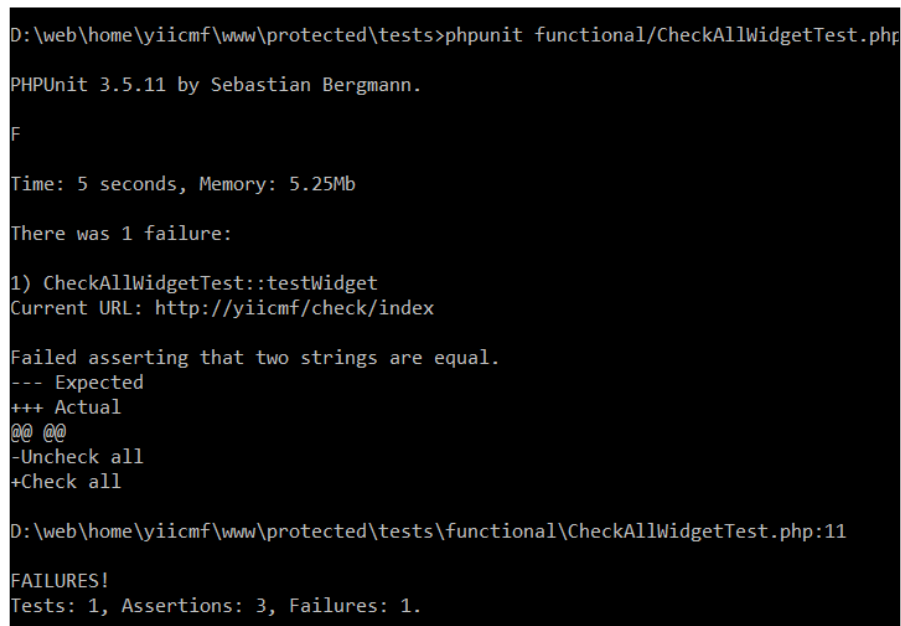 D:\web\home\yiicmf\www\protected\tests>phpunit functional/CheckAllWidgetTest.php
PHPUnit 3.5.11 by Sebastian Bergmann.
F
Time: 5 seconds, Memory: 5.25Mb
There was 1 failure:
1) CheckAllWidgetTest::testWidget
Current URL: http://yiicmf/check/index
Failed asserting that two strings are equal.
--- Expected
+++ Actual
@@ @@
-Uncheck all
+Check all
D:\web\home\yiicmf\www\protected\tests\functional\CheckAllWidgetTest.php:11
FAILURES!
Tests: 1, Assertions: 3, Failures: 1.